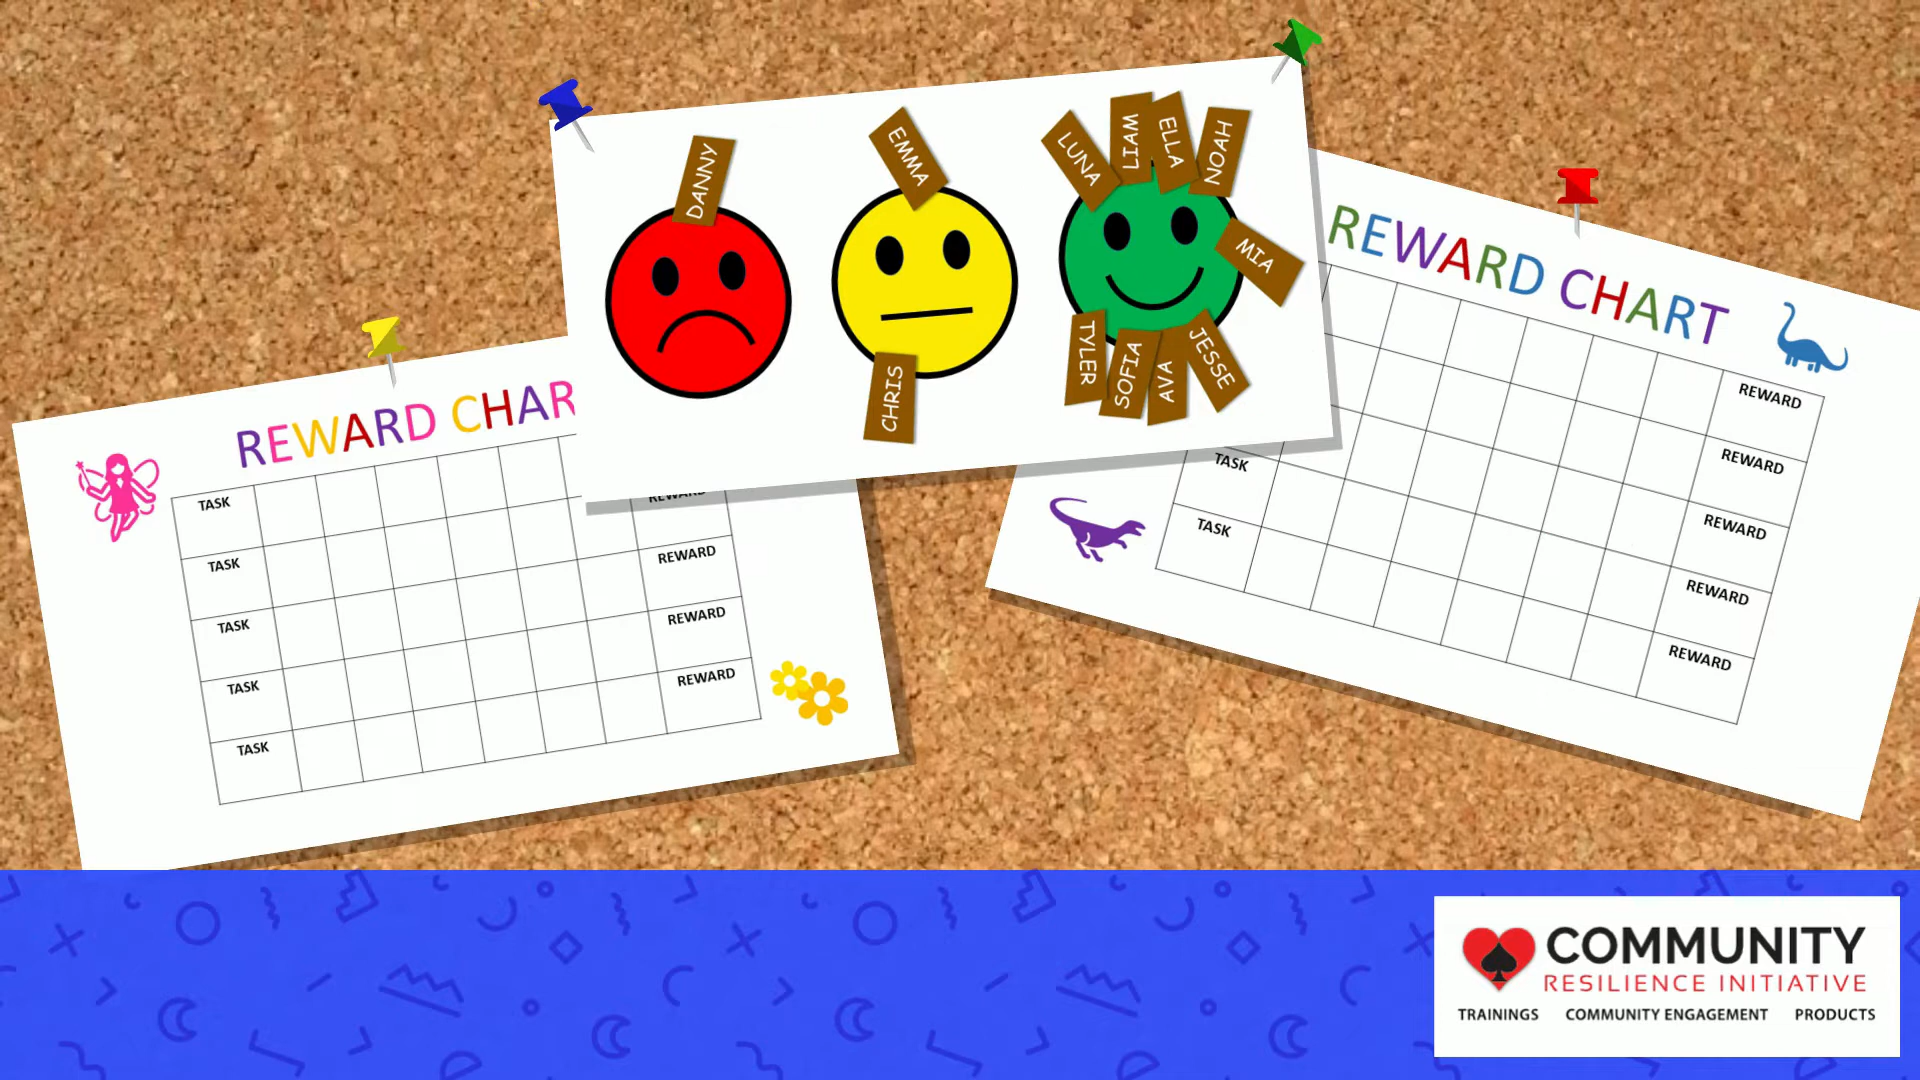 DANNY
EMMA
CHRIS
LUNA
LIAM
ELLA
NOAH
MIA
TYLER
SOFIA
AVA
JESSE
REWARD CHAR
TASK
TASK
TASK
TASK
TASK
REWARD
REWARD
REWARD
REWARD
REWARD CHART
REWARD
REWARD
REWARD
REWARD
REWARD
TASK
TASK
COMMUNITY
RESILIENCE INITIATIVE
TRAININGS COMMUNITY ENGAGEMENT PRODUCTS